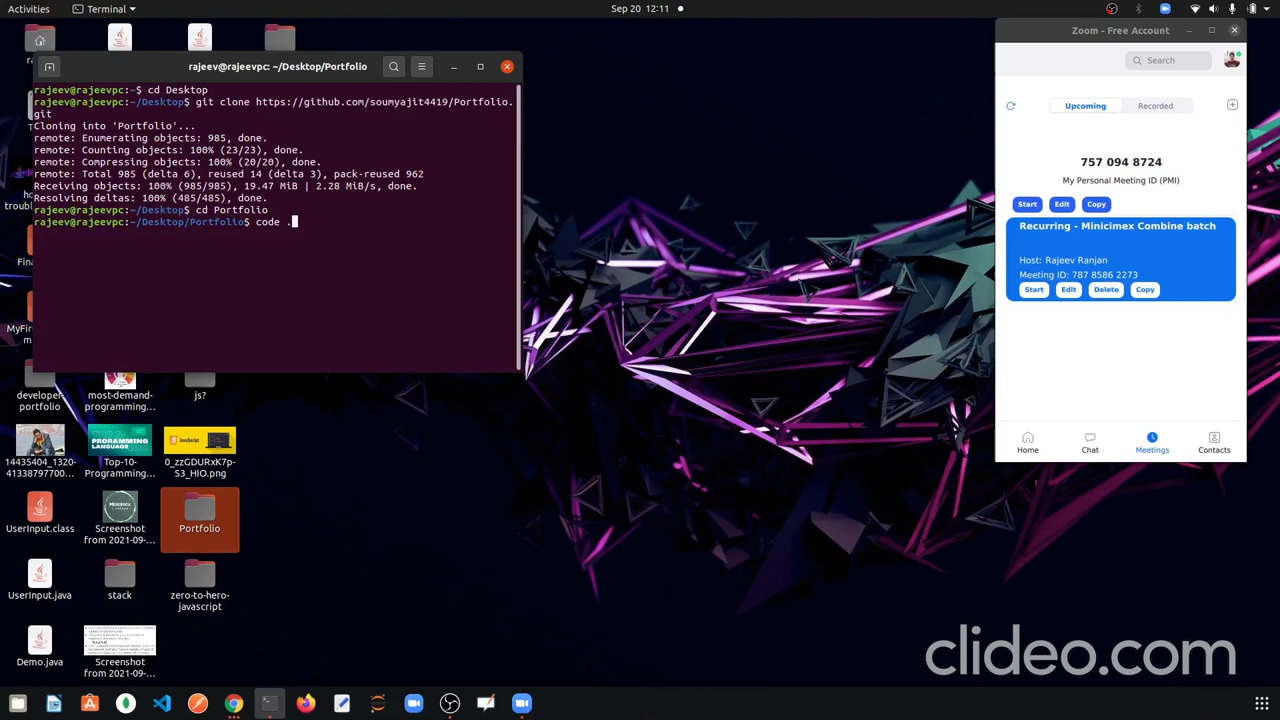 Activities
Terminal
Sep 20 12:11
rajeev@rajeevpc: ~/Desktop/Portfolio
rajeev@rajeevpc:~$ cd Desktop
rajeev@rajeevpc:~/Desktop$ git clone https://github.com/soumyajit4419/Portfolio.
git
Cloning into 'Portfolio'...
remote: Enumerating objects: 985, done.
remote: Counting objects: 100% (23/23), done.
remote: Compressing objects: 100% (20/20), done.
remote: Total 985 (delta 6), reused 14 (delta 3), pack-reused 962
Receiving objects: 100% (985/985), 19.47 MiB | 2.28 MiB/s, done.
Resolving deltas: 100% (485/485), done.
rajeev@rajeevpc:~/Desktop$ cd Portfolio
rajeev@rajeevpc:~/Desktop/Portfolio$ code .
Zoom - Free Account
Search
Upcoming
Recorded
757 094 8724
My Personal Meeting ID (PMI)
Start
Edit
Copy
Recurring - Minicimex Combine batch
Host: Rajeev Ranjan
Meeting ID: 787 8586 2273
Start
Edit
Delete
Copy
Home
Chat
Meetings
Contacts
developer-
portfolio
most-demand-
programming...
js?
PRORAMMING
LANGUAGE
JavaScript
14435404_1320-
4138797700...
Top-10-
Programming...
0_zzGDURxK7p-
S3_HIO.png
UserInput.class
Screenshot
from 2021-09-...
Portfolio
UserInput.java
stack
zero-to-hero-
javascript
Demo.java
Screenshot
from 2021-09-...
clideo.com